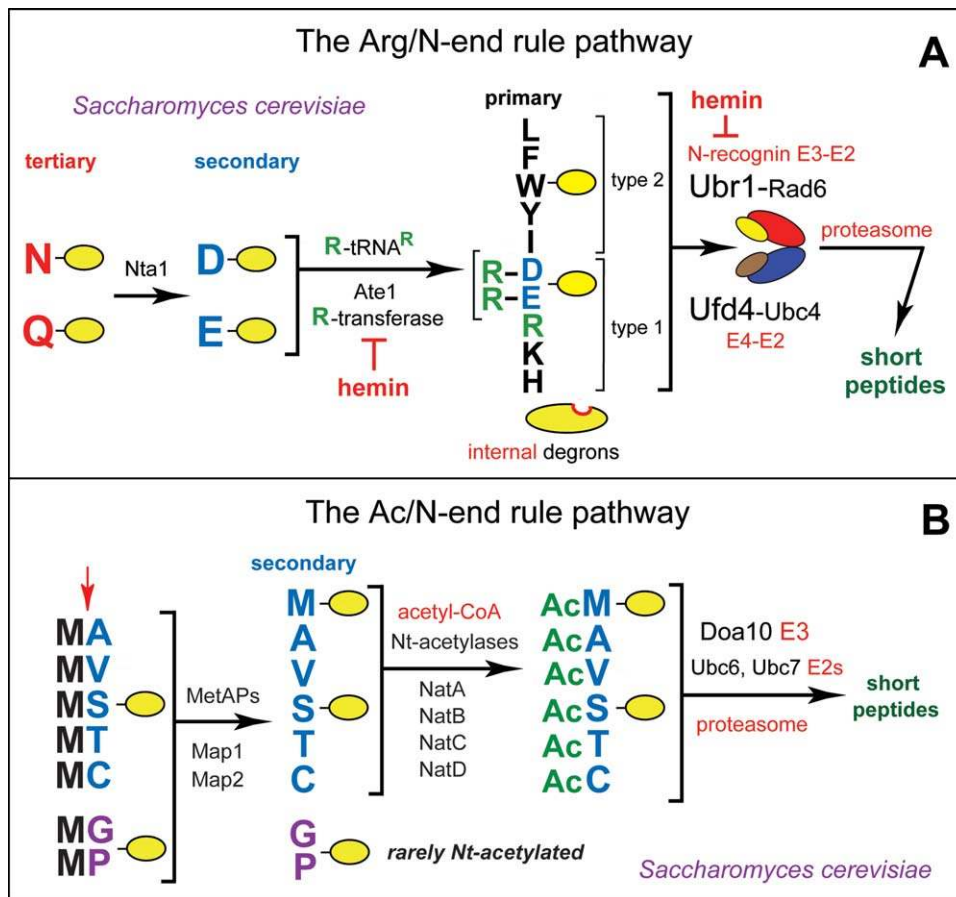 The Arg/N-end rule pathway
A
Saccharomyces cerevisiae
tertiary
secondary
primary
N
Q
Nta1
D
E
R-tRNAR
Ate1
R-transferase
hemin
L
F
W
Y
I
R-D
R-E
R
K
H
type 2
type 1
internal degrons
hemin
N-recognin E3-E2
Ubr1-Rad6
Ufd4-Ubc4
E4-E2
proteasome
short
peptides
The Ac/N-end rule pathway
B
MA
MV
MS
MT
MC
MG
MP
MetAPs
Map1
Map2
secondary
M
A
V
S
T
C
G
P
rarely Nt-acetylated
acetyl-CoA
Nt-acetylases
NatA
NatB
NatC
NatD
AcM
AcA
AcV
AcS
AcT
AcC
Doa10 E3
Ubc6, Ubc7 E2s
proteasome
short
peptides
Saccharomyces cerevisiae